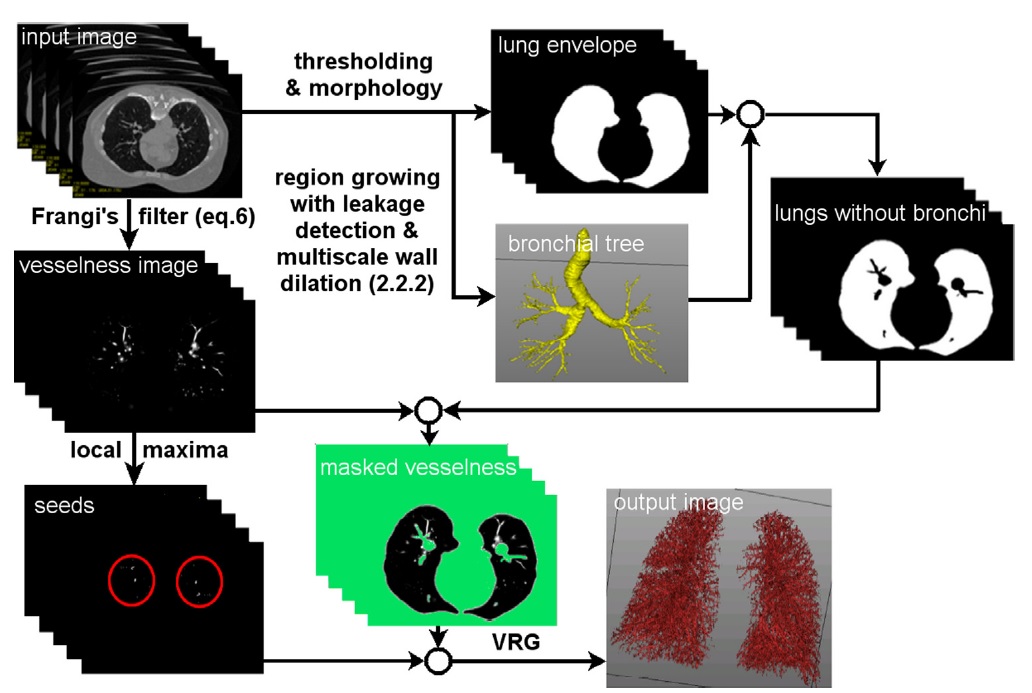 input image
thresholding
& morphology
lung envelope
region growing
with leakage
detection &
multiscale wall
dilation (2.2.2)
bronchial tree
lungs without bronchi
Frangi's filter (eq.6)
vesselness image
local maxima
masked vesselness
seeds
output image
VRG